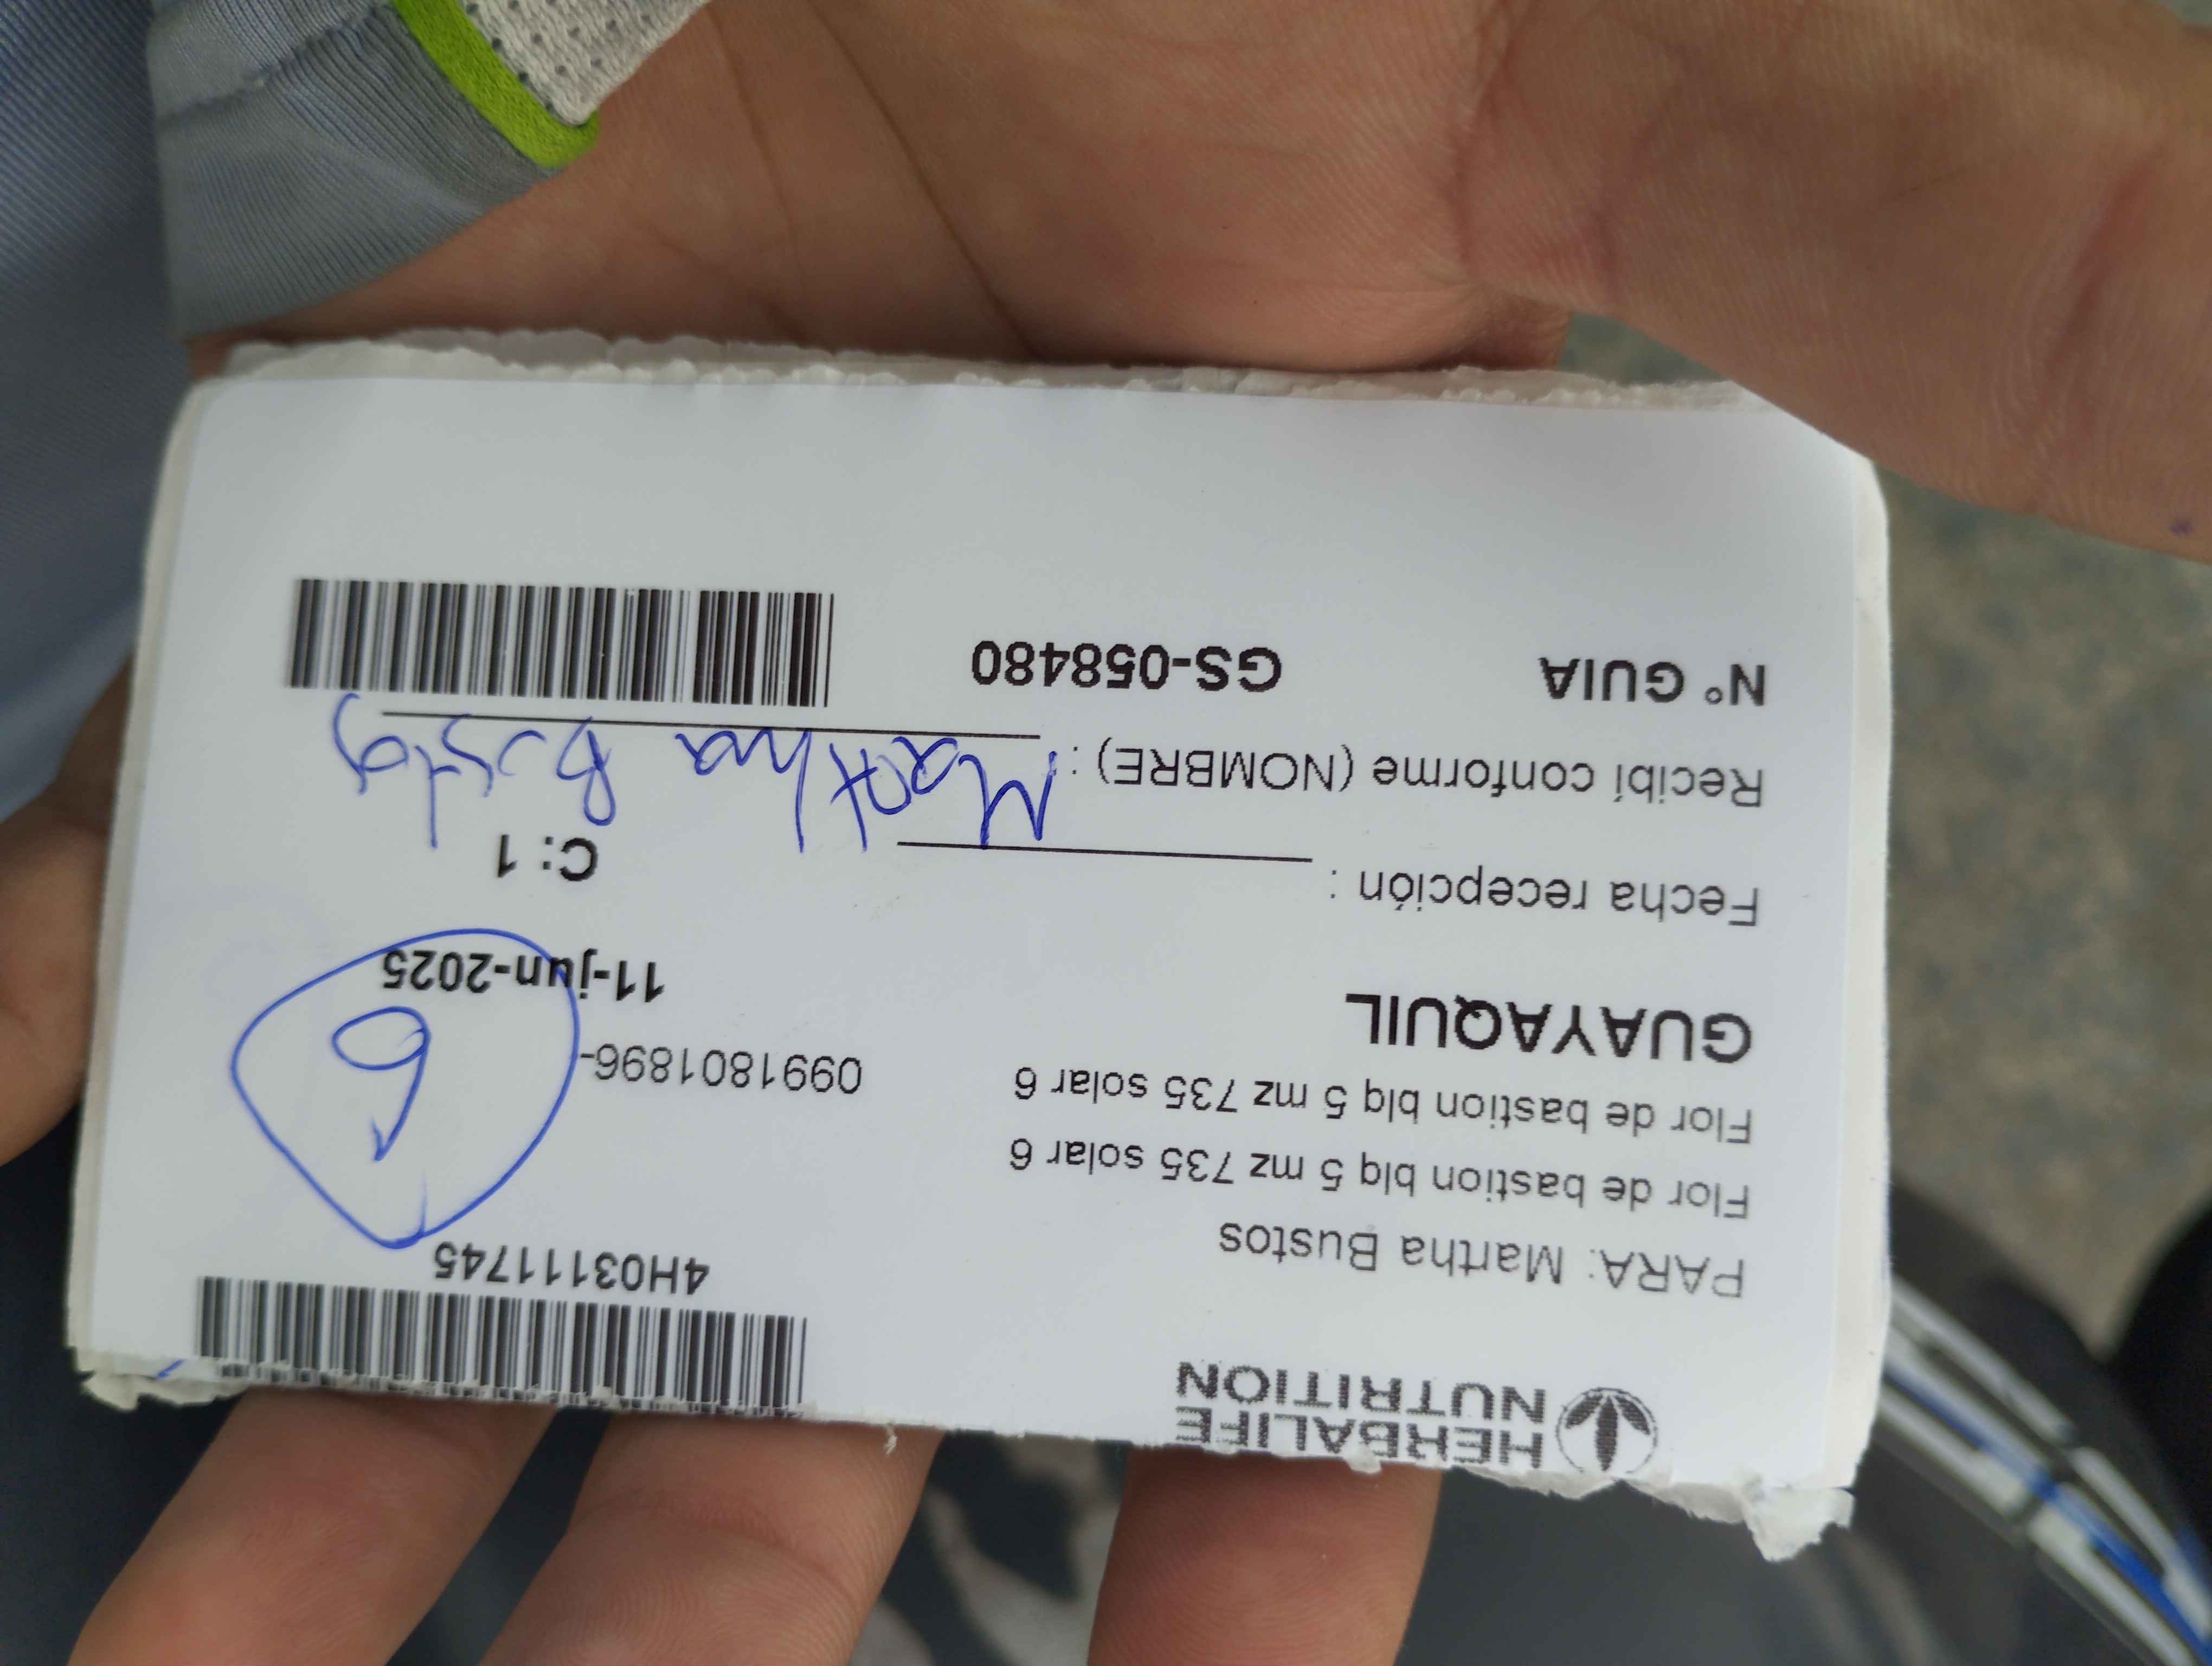 HERBALIFE
NUTRITION
4H03111745
PARA: Martha Bustos
Flor de bastion blq 5 mz 735 solar 6
Flor de bastion blq 5 mz 735 solar 6
0991801896-
GUAYAQUIL
11-jun-2025
Fecha recepción :
C: 1
Recibí conforme (NOMBRE) : Martha Bustos
N° GUIA GS-058480